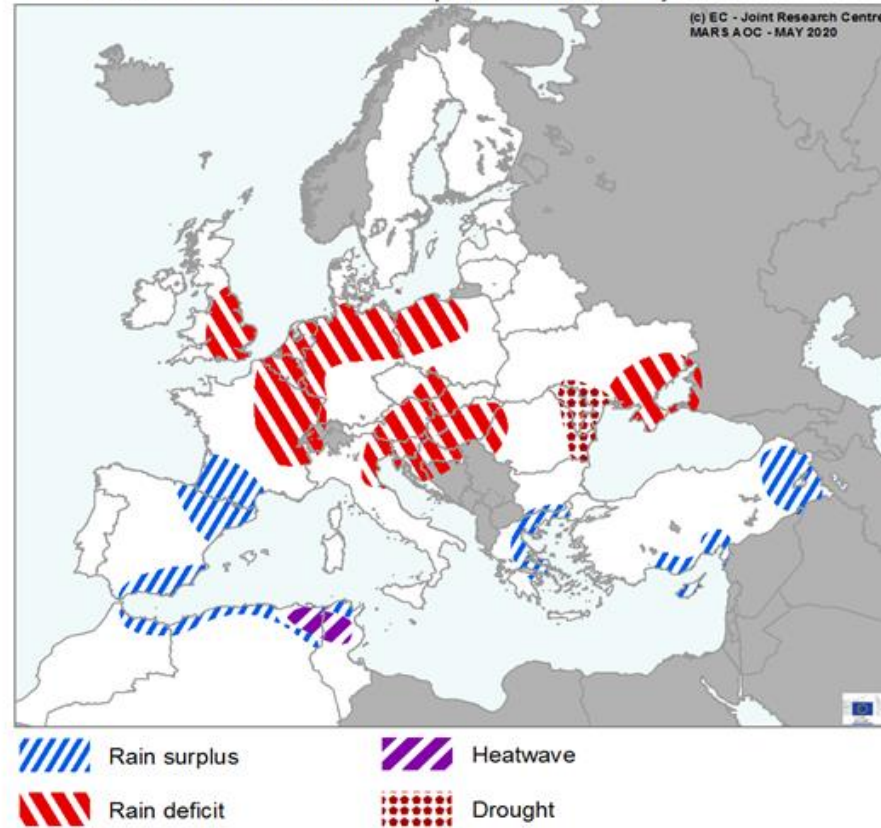 (c) EC - Joint Research Centre
MARS AOC - MAY 2020
Rain surplus
Heatwave
Rain deficit
Drought